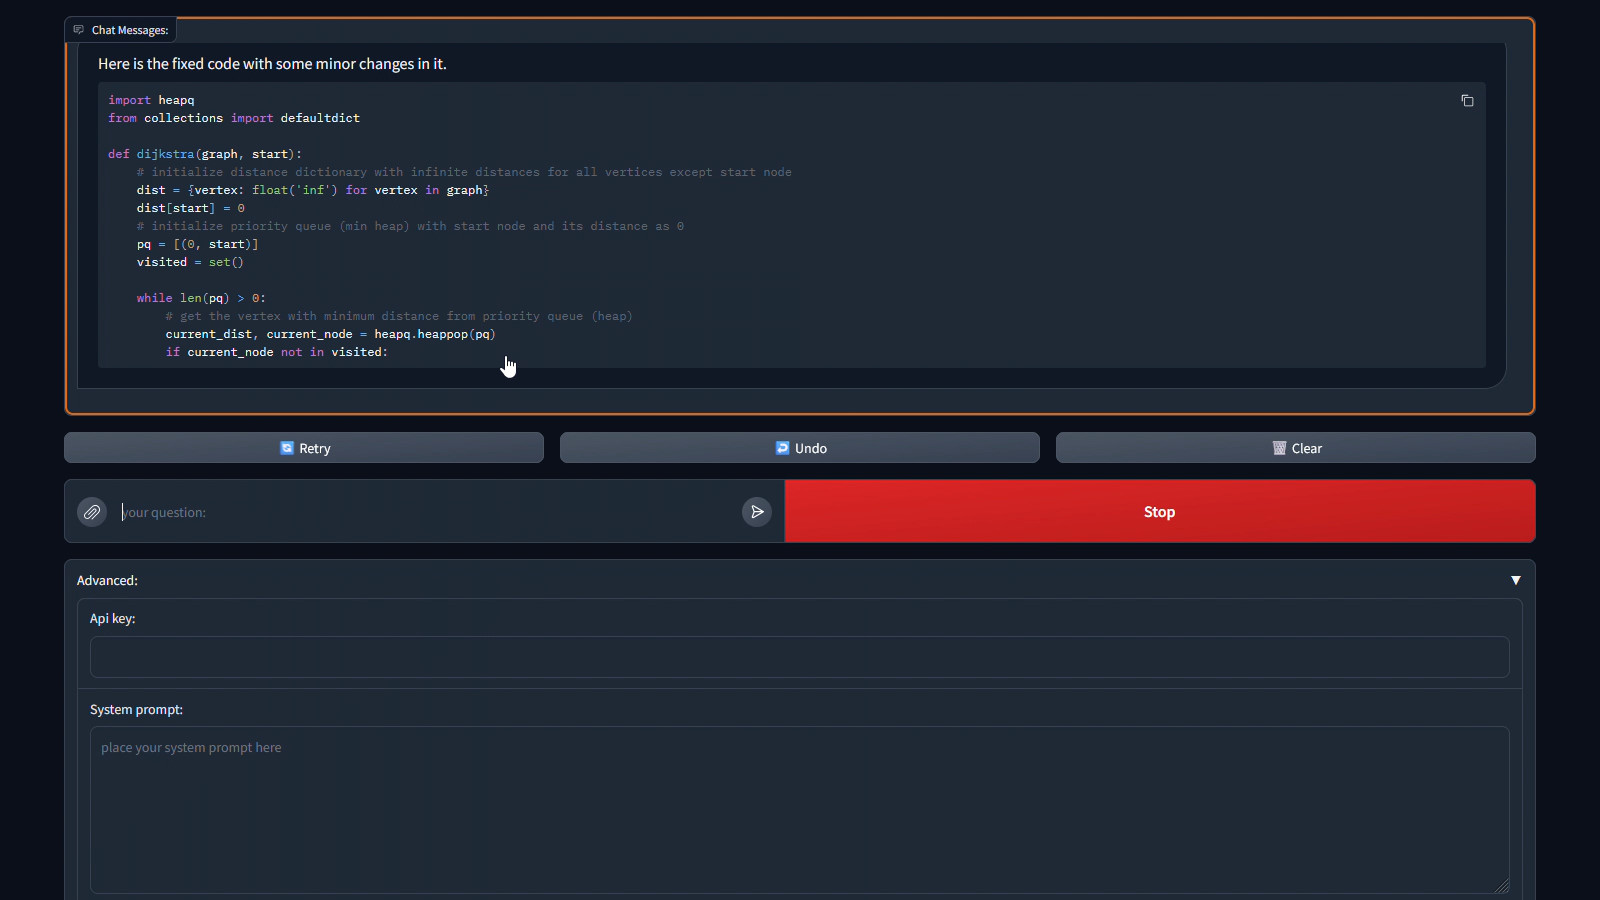 Chat Messages:
Here is the fixed code with some minor changes in it.
import heapq
from collections import defaultdict

def dijkstra(graph, start):
    # initialize distance dictionary with infinite distances for all vertices except start node
    dist = {vertex: float('inf') for vertex in graph}
    dist[start] = 0
    # initialize priority queue (min heap) with start node and its distance as 0
    pq = [(0, start)]
    visited = set()

    while len(pq) > 0:
        # get the vertex with minimum distance from priority queue (heap)
        current_dist, current_node = heapq.heappop(pq)
        if current_node not in visited:
Retry
Undo
Clear
your question:
Stop
Advanced:
Api key:
System prompt:
place your system prompt here